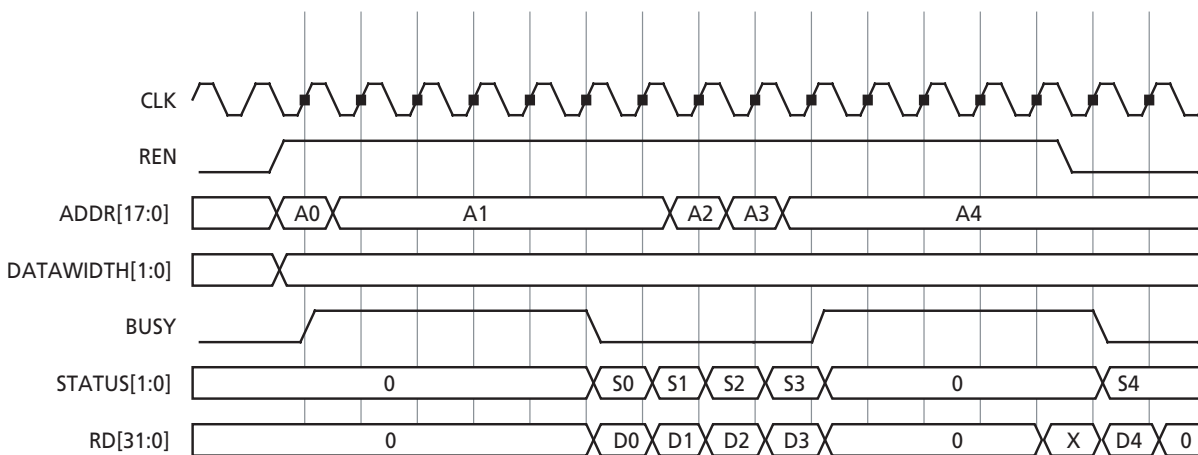 CLK
REN
ADDR[17:0] A0 A1 A2 A3 A4
DATAWIDTH[1:0]
BUSY
STATUS[1:0] 0 S0 S1 S2 S3 0 S4
RD[31:0] 0 D0 D1 D2 D3 0 X D4 0